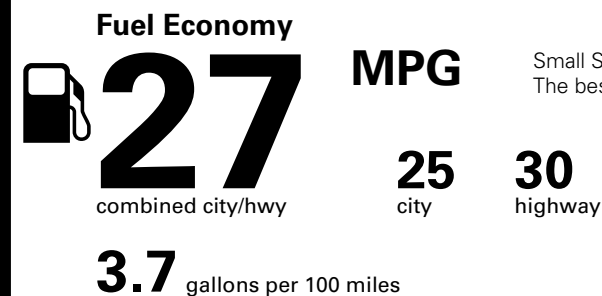 Fuel Economy
27 MPG
Small S
The bes
combined city/hwy
25 city
30 highway
3.7 gallons per 100 miles